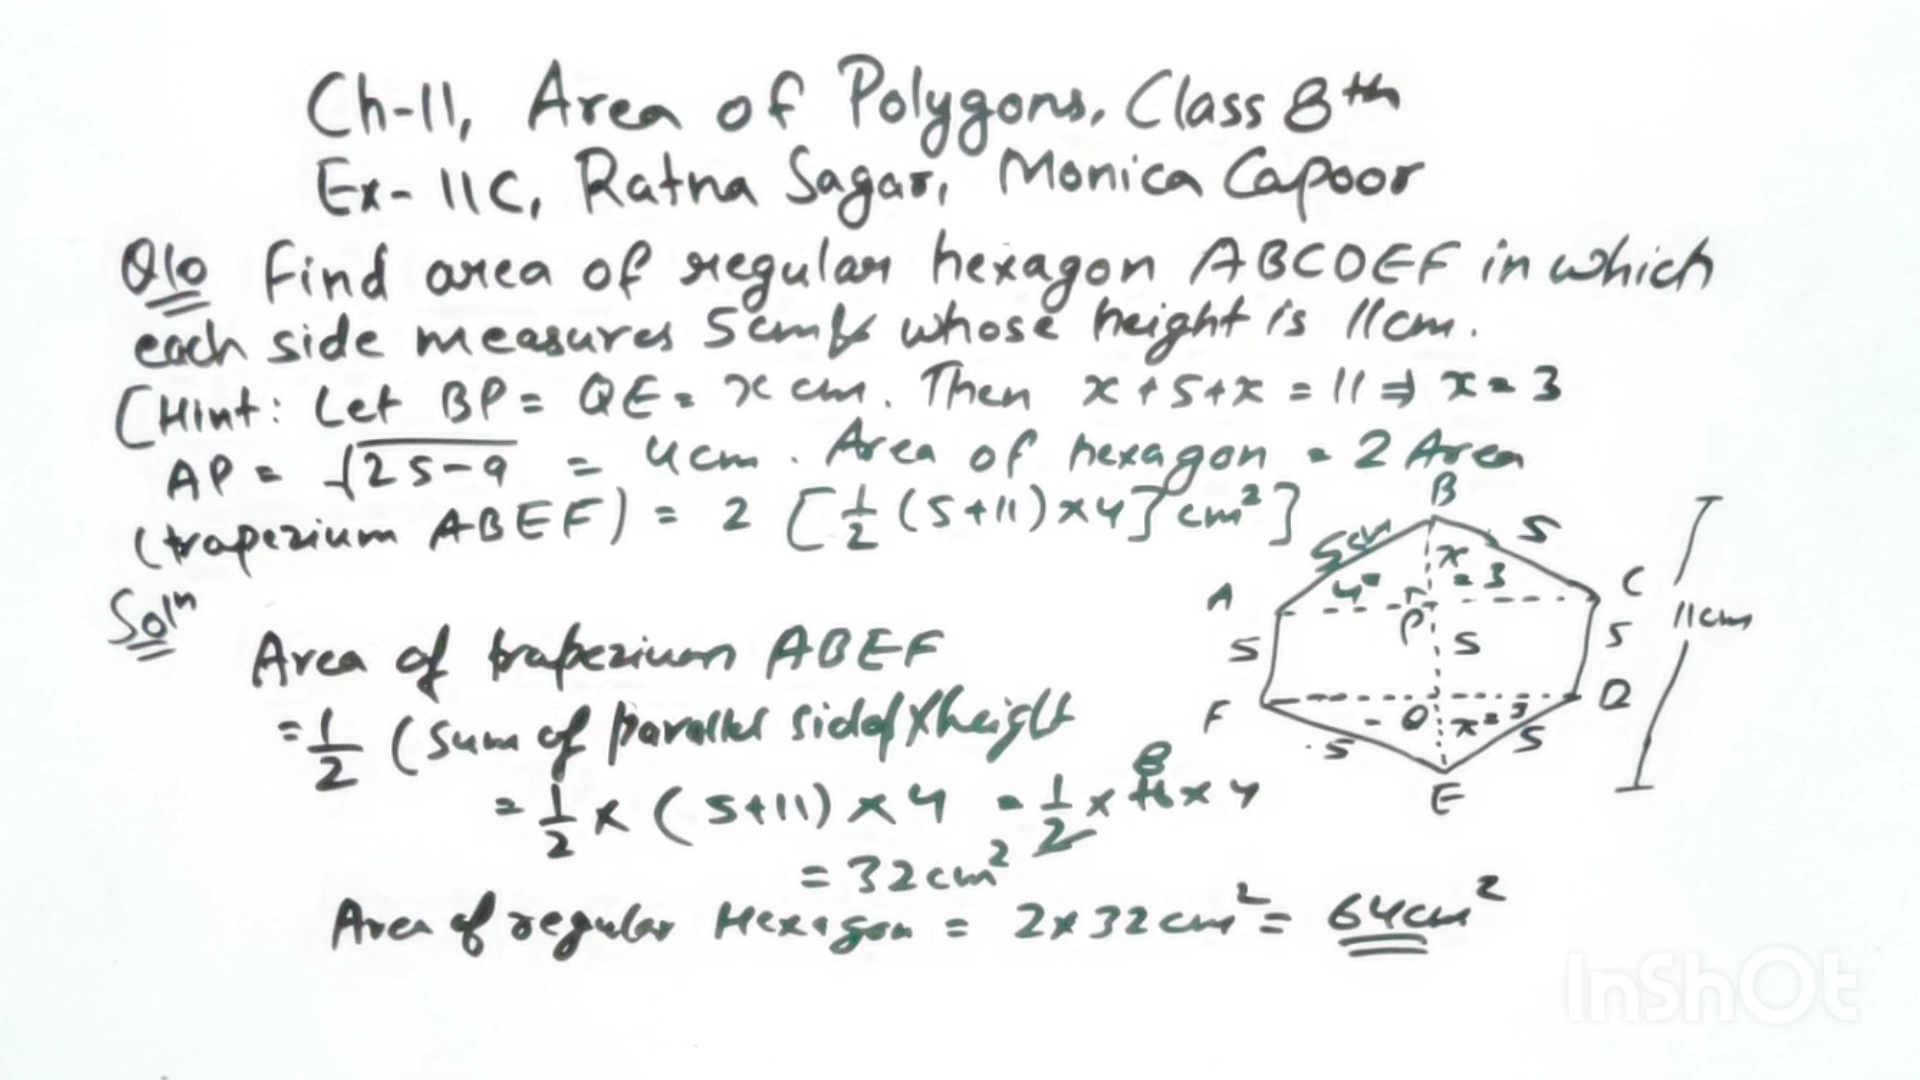 Ch-11, Area of Polygons, Class 8th
Ex- 11C, Ratna Sagar, Monica Capoor
Q10 Find area of regular hexagon ABCDEF in which
each side measures 5cm & whose height is 11cm.
[Hint: Let BP = QE = x cm. Then x + 5 + x = 11 ⇒ x = 3
AP = √25-9 = 4cm. Area of hexagon = 2 Area
(trapezium ABEF) = 2 [½ (5+11) × 4] cm²]
Solⁿ
Area of trapezium ABEF
= ½ (Sum of parallel side) × height
= ½ × (5+11) × 4 = ½ × 16 8 × 4
= 32cm²
Area of regular Hexagon = 2×32cm² = 64cm²
B
5cm 5
x = 3
A 4 P C
5 5 5 11cm
F Q x = 3 D
5 5
E
InShOt